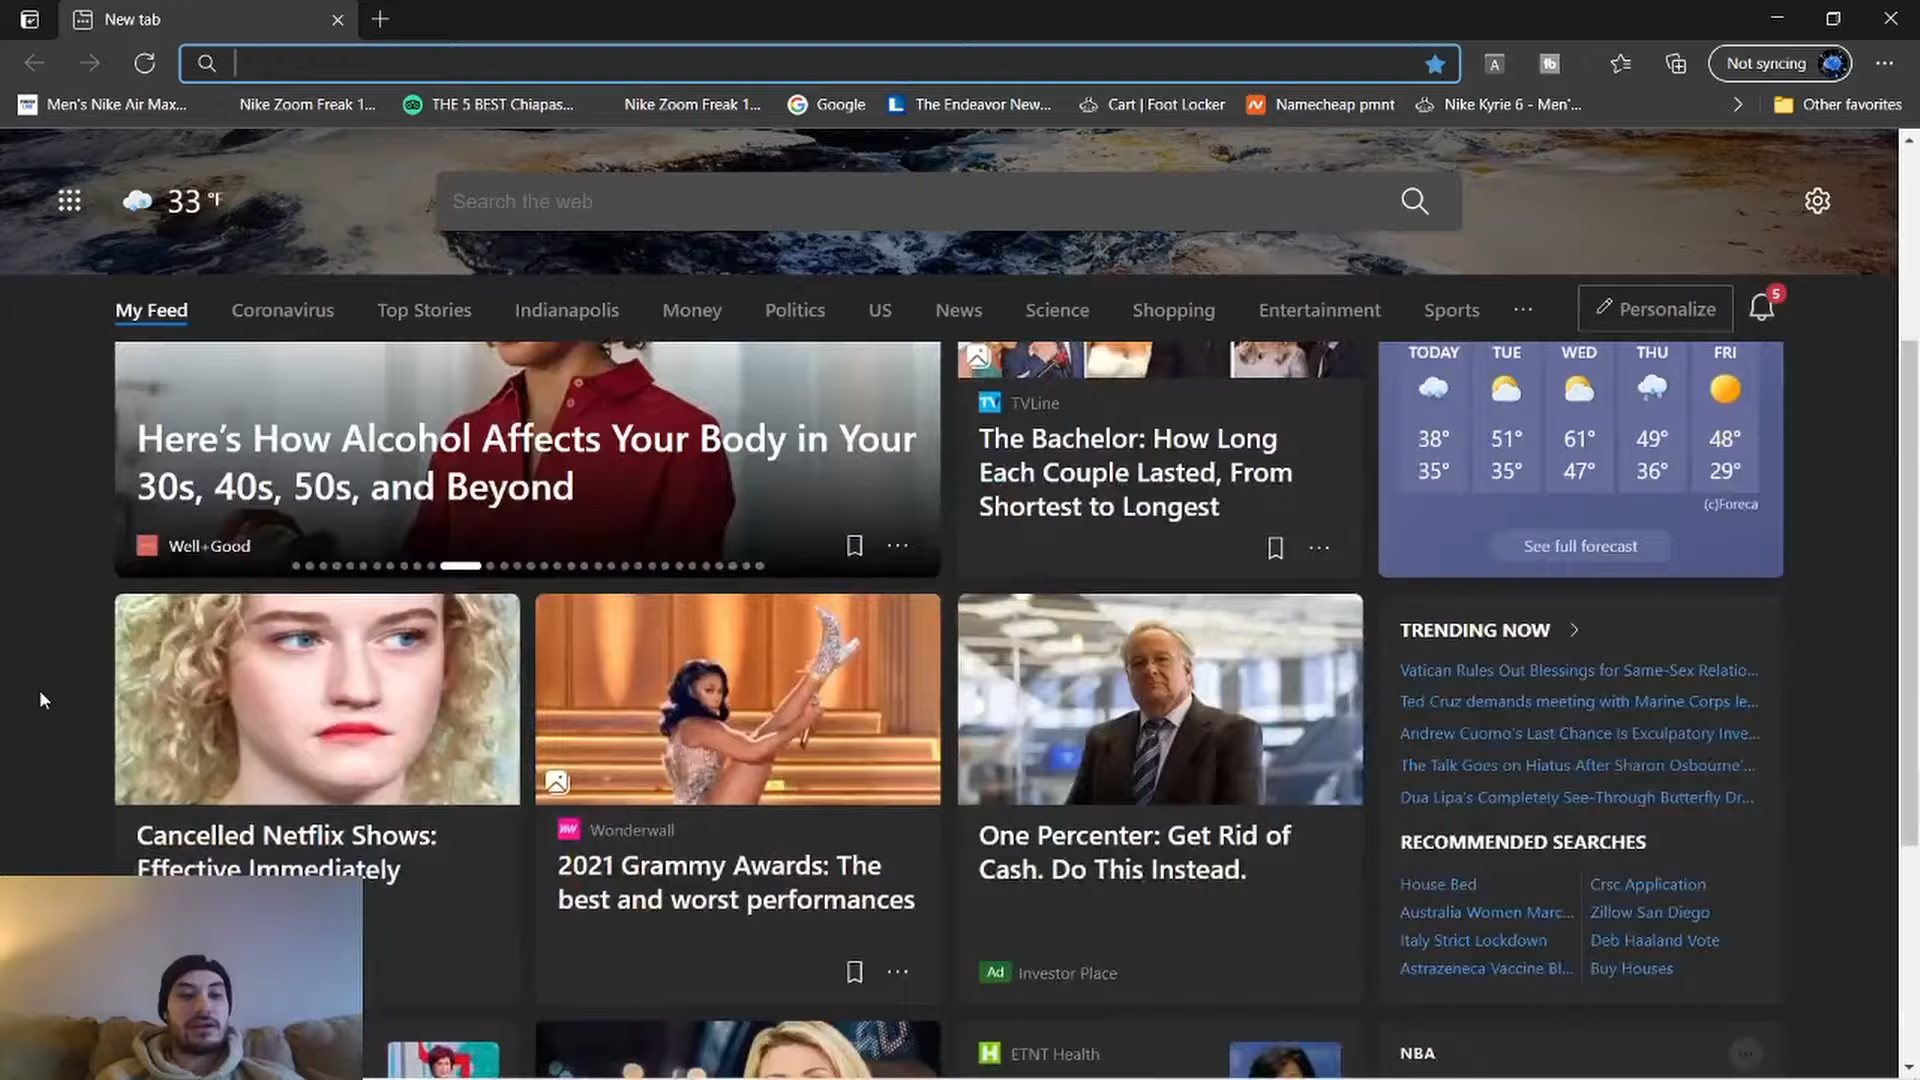 New tab
A
Not syncing
Men's Nike Air Max...
Nike Zoom Freak 1...
THE 5 BEST Chiapas...
Nike Zoom Freak 1...
Google
The Endeavor New...
Cart | Foot Locker
Namecheap pmnt
Nike Kyrie 6 - Men'...
Other favorites
33 °F
Search the web
My Feed
Coronavirus
Top Stories
Indianapolis
Money
Politics
US
News
Science
Shopping
Entertainment
Sports
Personalize
5
Here's How Alcohol Affects Your Body in Your
30s, 40s, 50s, and Beyond
Well+Good
TVLine
The Bachelor: How Long
Each Couple Lasted, From
Shortest to Longest
TODAY TUE WED THU FRI
38° 51° 61° 49° 48°
35° 35° 47° 36° 29°
(c)Foreca
See full forecast
Cancelled Netflix Shows:
Effective Immediately
Wonderwall
2021 Grammy Awards: The
best and worst performances
One Percenter: Get Rid of
Cash. Do This Instead.
Ad Investor Place
TRENDING NOW
Vatican Rules Out Blessings for Same-Sex Relatio...
Ted Cruz demands meeting with Marine Corps le...
Andrew Cuomo's Last Chance Is Exculpatory Inve...
The Talk Goes on Hiatus After Sharon Osbourne'...
Dua Lipa's Completely See-Through Butterfly Dr...
RECOMMENDED SEARCHES
House Bed
Crsc Application
Australia Women Marc...
Zillow San Diego
Italy Strict Lockdown
Deb Haaland Vote
Astrazeneca Vaccine Bl...
Buy Houses
ETNT Health
NBA